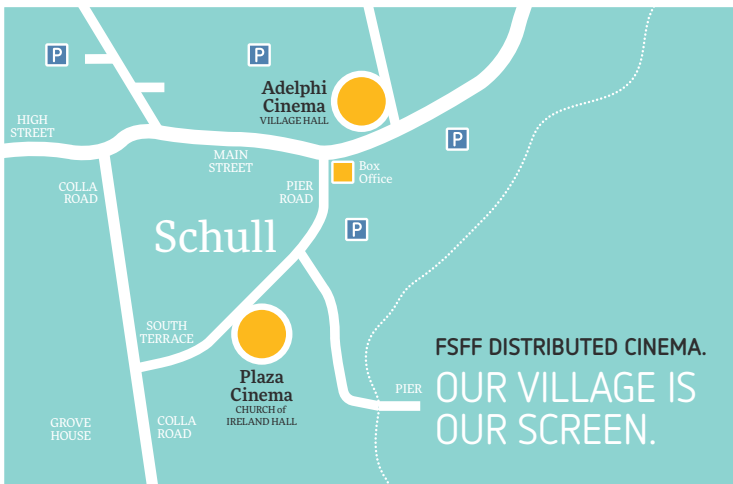 P
P
Adelphi
Cinema
VILLAGE HALL
HIGH
STREET
P
MAIN
STREET
Box
Office
COLLA
ROAD
PIER
ROAD
Schull
P
SOUTH
TERRACE
FSFF DISTRIBUTED CINEMA.
OUR VILLAGE IS
OUR SCREEN.
Plaza
Cinema
CHURCH of
IRELAND HALL
PIER
GROVE
HOUSE
COLLA
ROAD